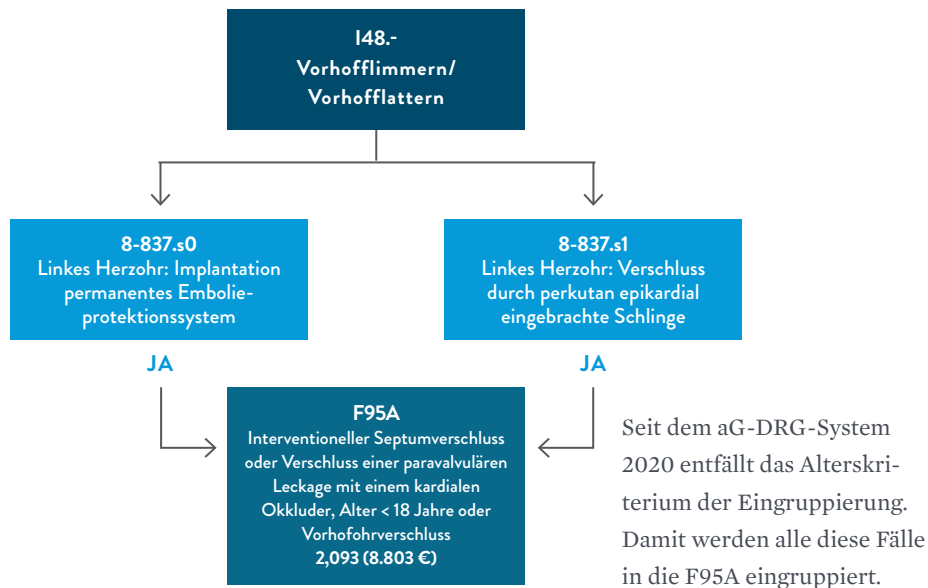 I48.-
Vorhofflimmern/
Vorhofflattern
8-837.s0
Linkes Herzohr: Implantation
permanentes Embolie-
protektionssystem
8-837.s1
Linkes Herzohr: Verschluss
durch perkutan epikardial
eingebrachte Schlinge
JA
JA
F95A
Interventioneller Septumverschluss
oder Verschluss einer paravalvulären
Leckage mit einem kardialen
Okkluder, Alter < 18 Jahre oder
Vorhofohrverschluss
2,093 (8.803 €)
Seit dem aG-DRG-System
2020 entfällt das Alterskri-
terium der Eingruppierung.
Damit werden alle diese Fälle
in die F95A eingruppiert.